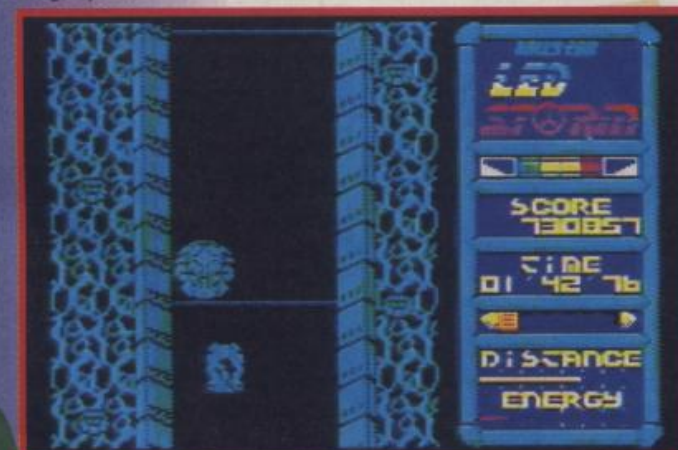 LED
STORM
SCORE
730857
TiME
01 '42 '76
DiSTANCE
ENERGY